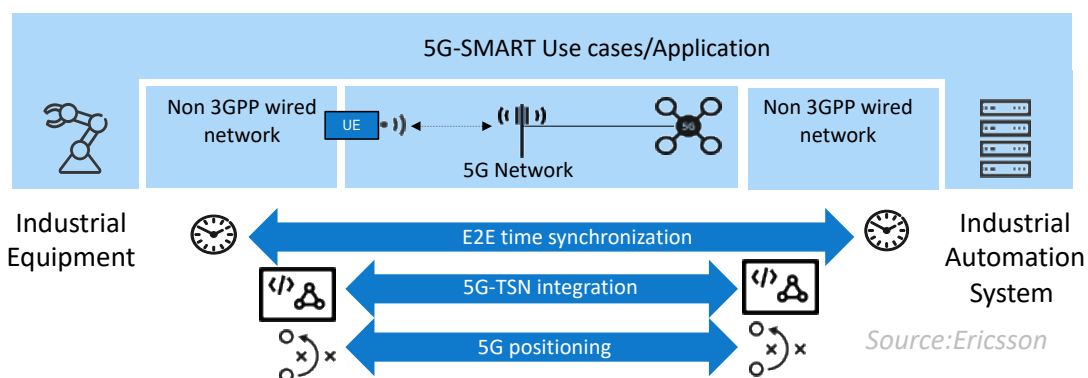 5G-SMART Use cases/Application
Non 3GPP wired
network
UE
5G
5G Network
Non 3GPP wired
network
Industrial
Equipment
E2E time synchronization
Industrial
Automation
System
</>
5G-TSN integration
</>
5G positioning
Source:Ericsson